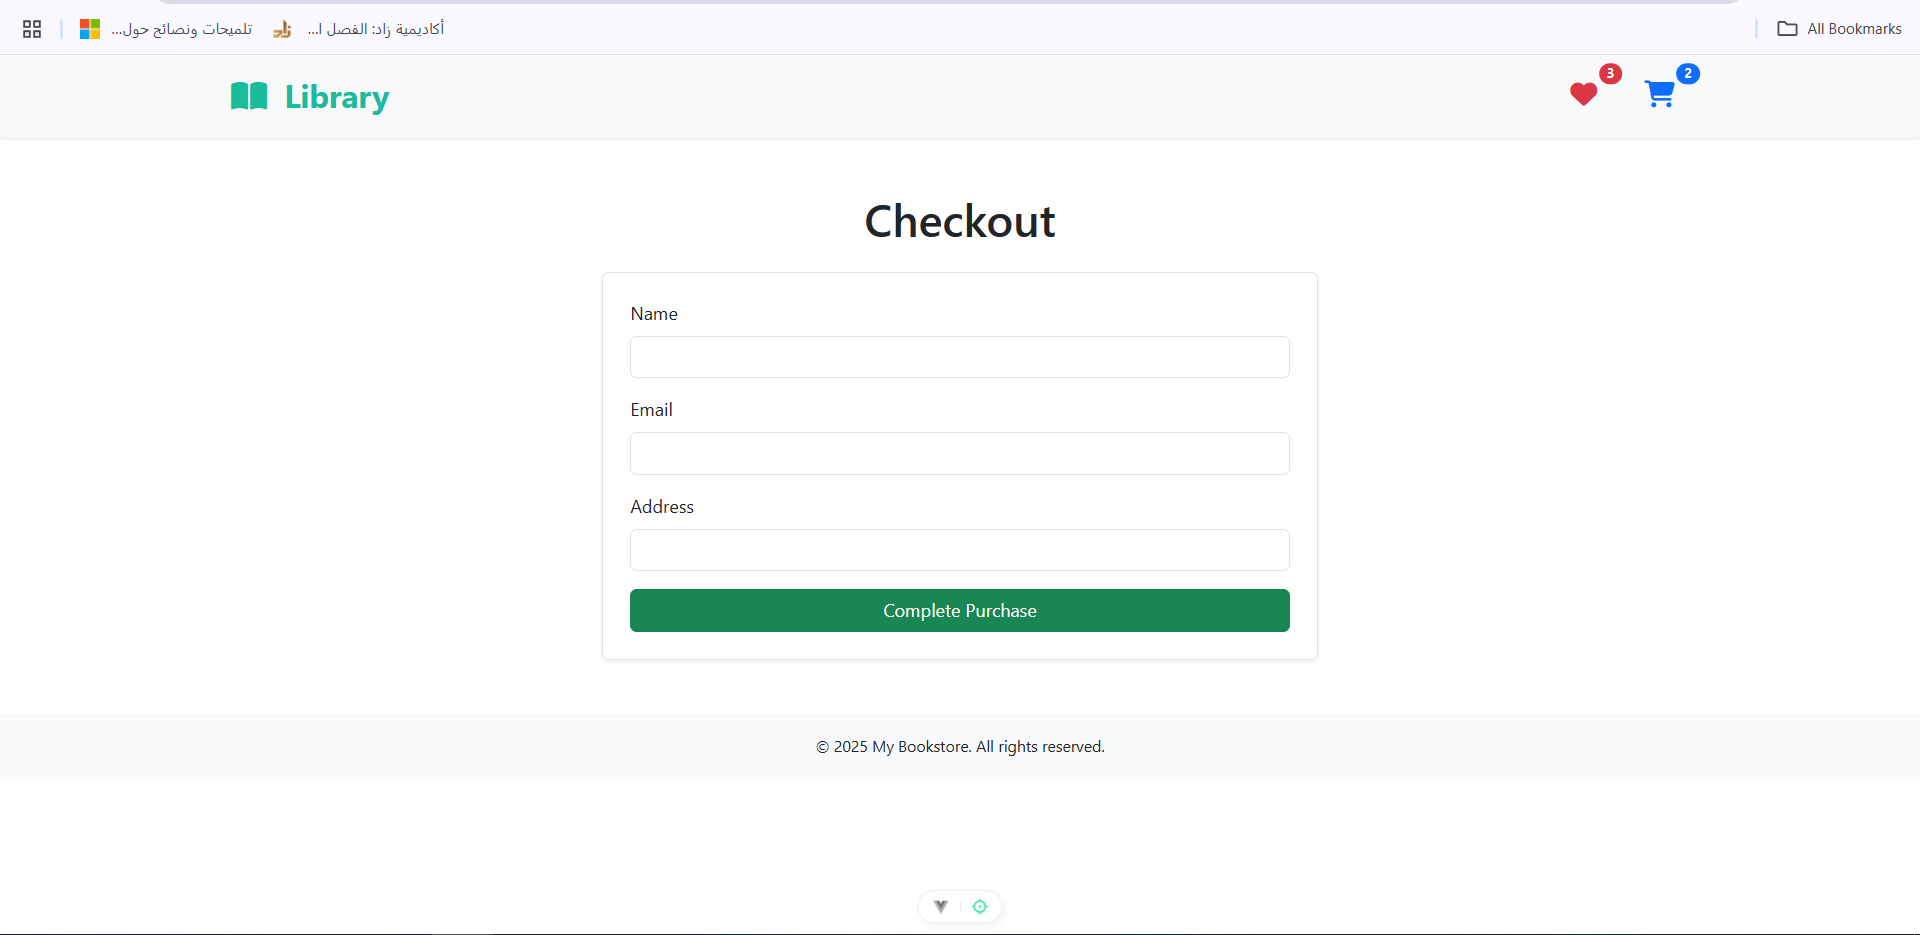 تلميحات ونصائح حول...
أكاديمية زاد: الفصل ا...
All Bookmarks
Library
3
2
Checkout
Name
Email
Address
Complete Purchase
© 2025 My Bookstore. All rights reserved.